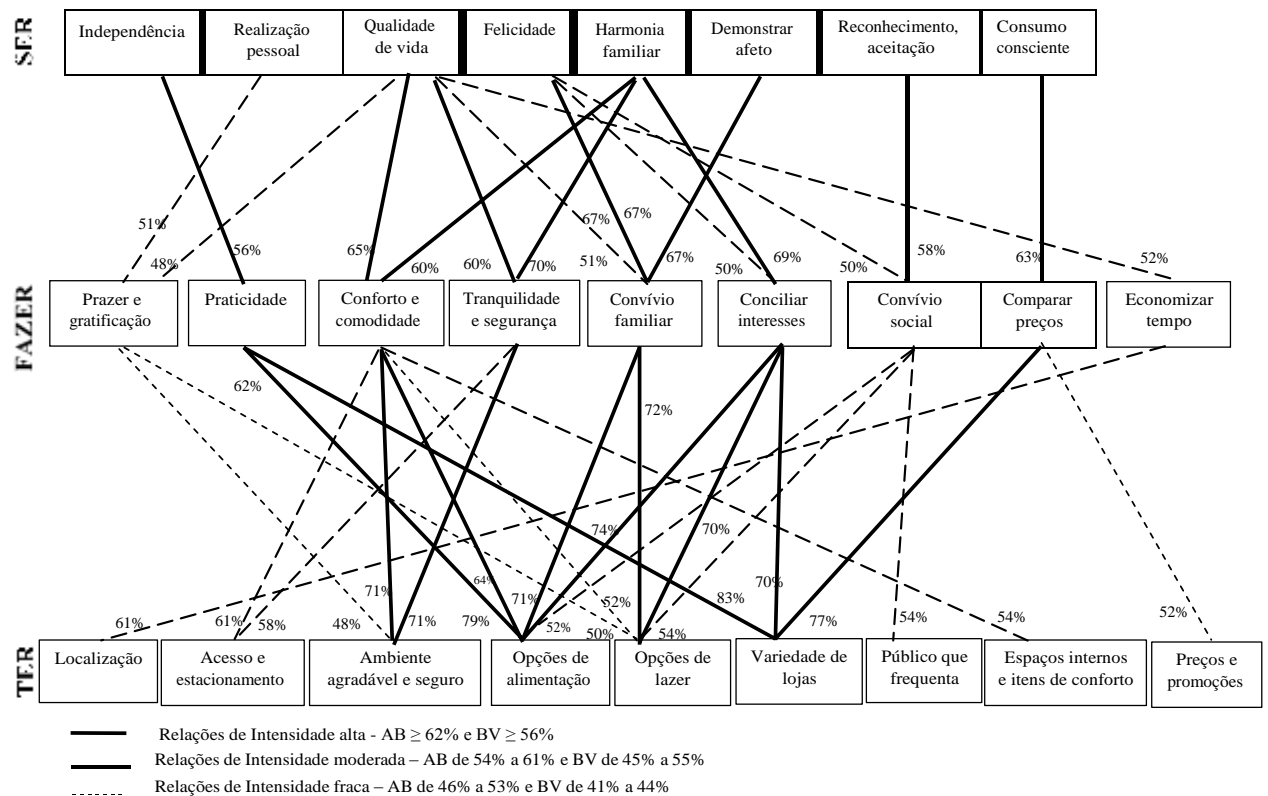 SER
Independência
Realização
pessoal
Qualidade
de vida
Felicidade
Harmonia
familiar
Demonstrar
afeto
Reconhecimento,
aceitação
Consumo
consciente
67%
67%
51%
48%
56%
65%
60%
60%
70%
51%
67%
50%
69%
50%
58%
63%
52%
FAZER
Prazer e
gratificação
Praticidade
Conforto e
comodidade
Tranquilidade
e segurança
Convívio
familiar
Conciliar
interesses
Convívio
social
Comparar
preços
Economizar
tempo
62%
72%
74%
70%
71%
64%
71%
52%
70%
83%
61%
61%
58%
48%
71%
79%
52%
50%
54%
77%
54%
54%
52%
TER
Localização
Acesso e
estacionamento
Ambiente
agradável e seguro
Opções de
alimentação
Opções de
lazer
Variedade de
lojas
Público que
frequenta
Espaços internos
e itens de conforto
Preços e
promoções
Relações de Intensidade alta - AB ≥ 62% e BV ≥ 56%
Relações de Intensidade moderada – AB de 54% a 61% e BV de 45% a 55%
Relações de Intensidade fraca – AB de 46% a 53% e BV de 41% a 44%